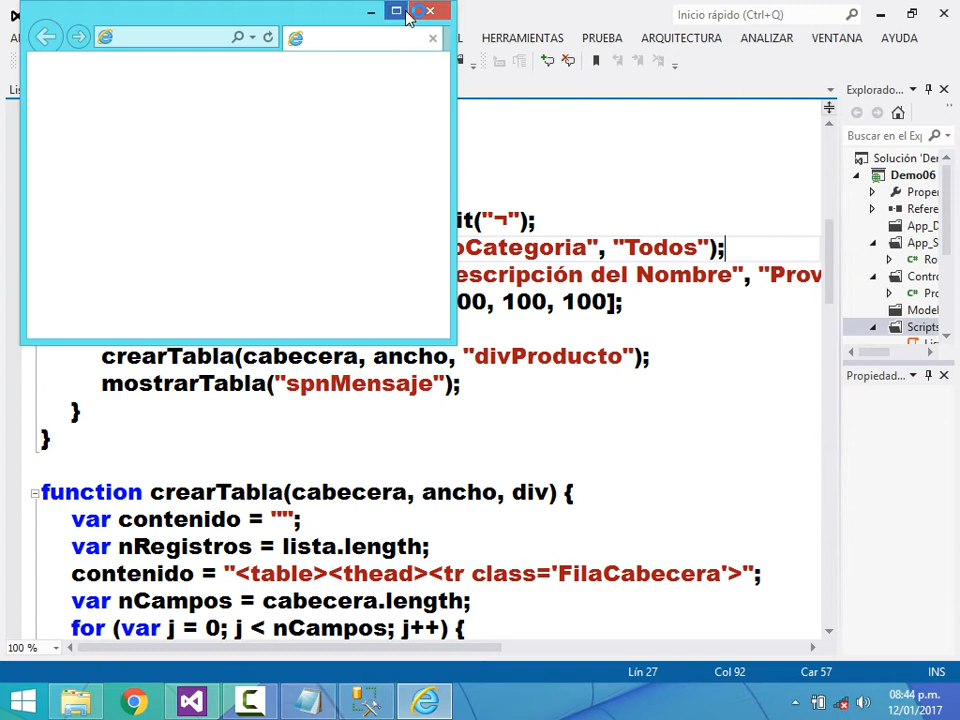 Inicio rápido (Ctrl+Q)
HERRAMIENTAS PRUEBA ARQUITECTURA ANALIZAR VENTANA AYUDA
Explorado...
Buscar en el Exp
Solución 'De
Demo06
Prope
Refere
App_D
App_S
Ro
Contro
Pro
Model
Scripts
Propiedad...
it("¬");
oCategoria", "Todos");
escripción del Nombre", "Prov
00, 100, 100];
crearTabla(cabecera, ancho, "divProducto");
mostrarTabla("spnMensaje");
}
}
function crearTabla(cabecera, ancho, div) {
var contenido = "";
var nRegistros = lista.length;
contenido = "<table><thead><tr class='FilaCabecera'>";
var nCampos = cabecera.length;
for (var j = 0; j < nCampos; j++) {
100 %
Lín 27 Col 92 Car 57 INS
08:44 p.m.
12/01/2017